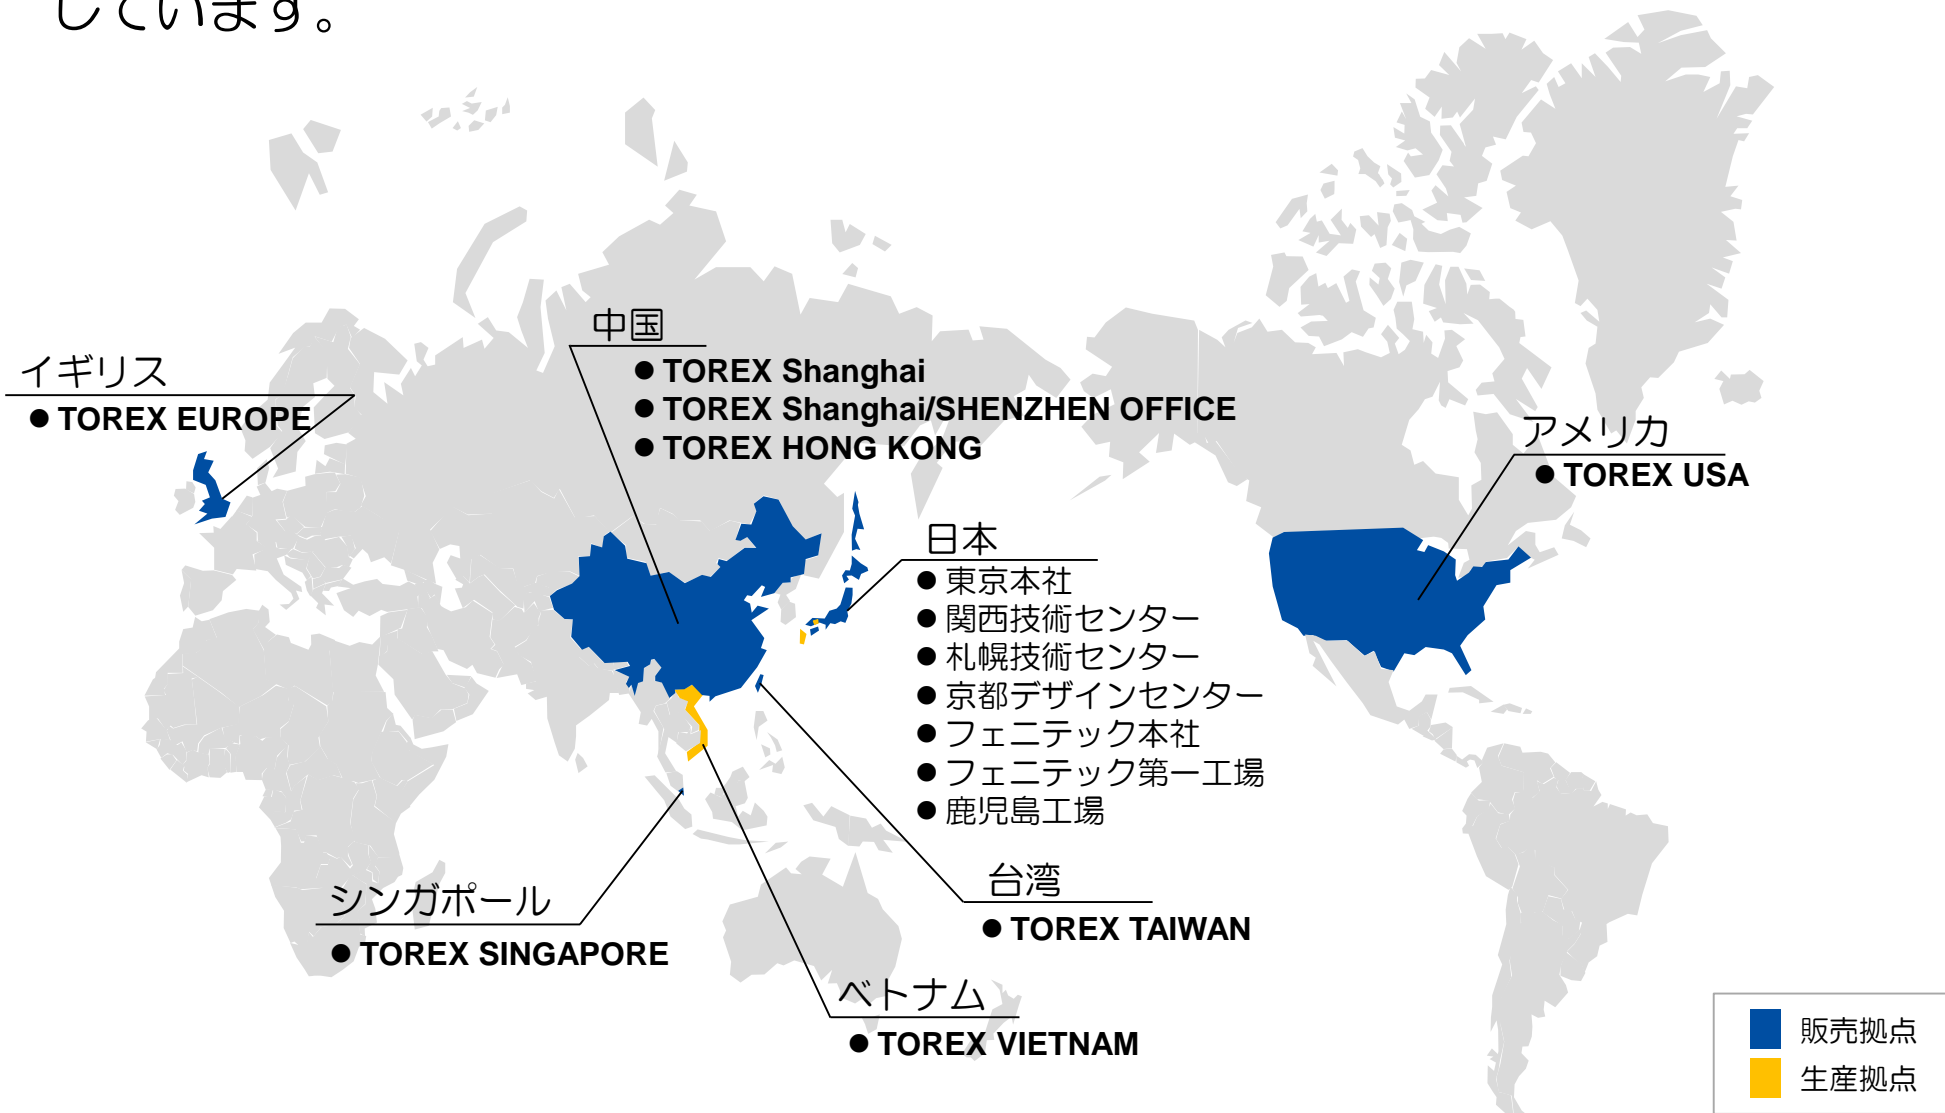 しています。
中国
● TOREX Shanghai
● TOREX Shanghai/SHENZHEN OFFICE
● TOREX HONG KONG
イギリス
● TOREX EUROPE
アメリカ
● TOREX USA
日本
● 東京本社
● 関西技術センター
● 札幌技術センター
● 京都デザインセンター
● フェニテック本社
● フェニテック第一工場
● 鹿児島工場
台湾
● TOREX TAIWAN
シンガポール
● TOREX SINGAPORE
ベトナム
● TOREX VIETNAM
販売拠点
生産拠点